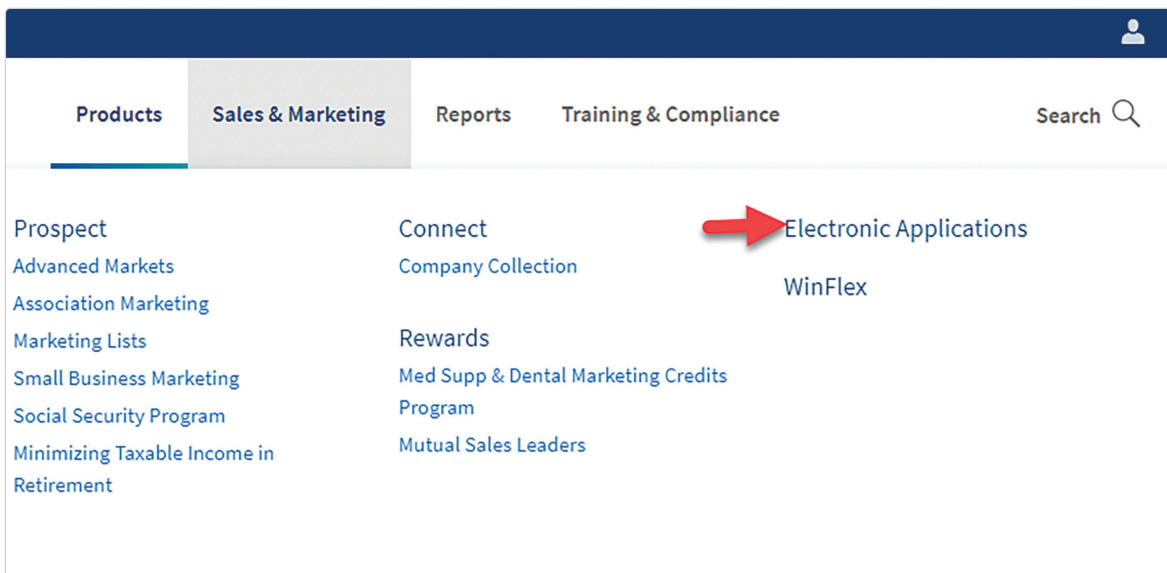 Products Sales & Marketing Reports Training & Compliance Search
Prospect
Advanced Markets
Association Marketing
Marketing Lists
Small Business Marketing
Social Security Program
Minimizing Taxable Income in
Retirement
Connect
Company Collection
Rewards
Med Supp & Dental Marketing Credits
Program
Mutual Sales Leaders
Electronic Applications
WinFlex